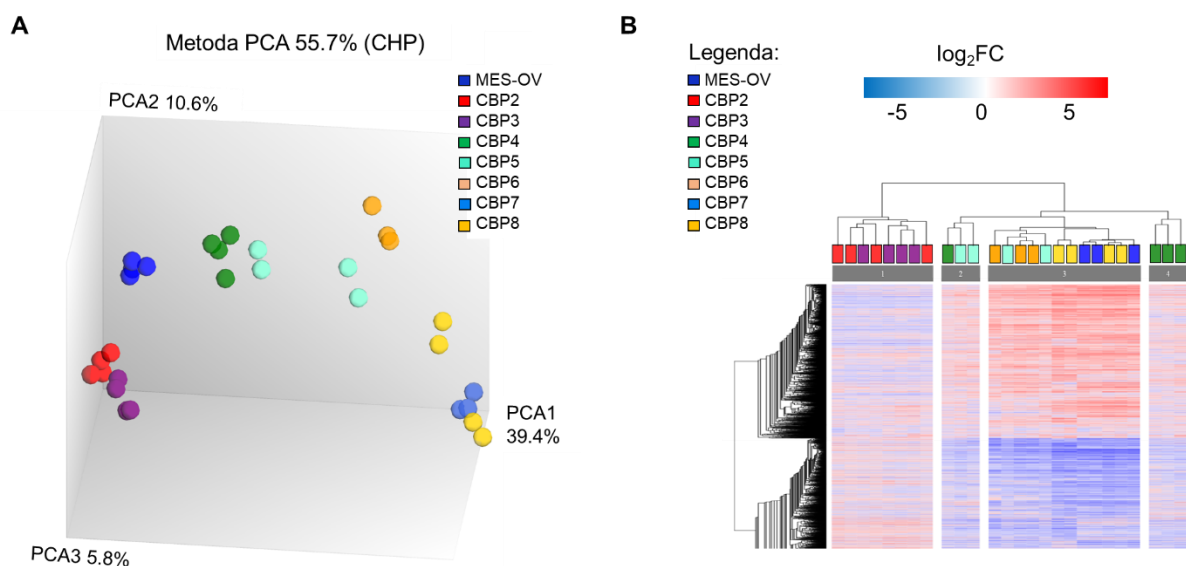 A
Metoda PCA 55.7% (CHP)
MES-OV
CBP2
CBP3
CBP4
CBP5
CBP6
CBP7
CBP8
PCA2 10.6%
PCA1
39.4%
PCA3 5.8%
B
Legenda:
MES-OV
CBP2
CBP3
CBP4
CBP5
CBP6
CBP7
CBP8
log₂FC
-5 0 5
1 2 3 4